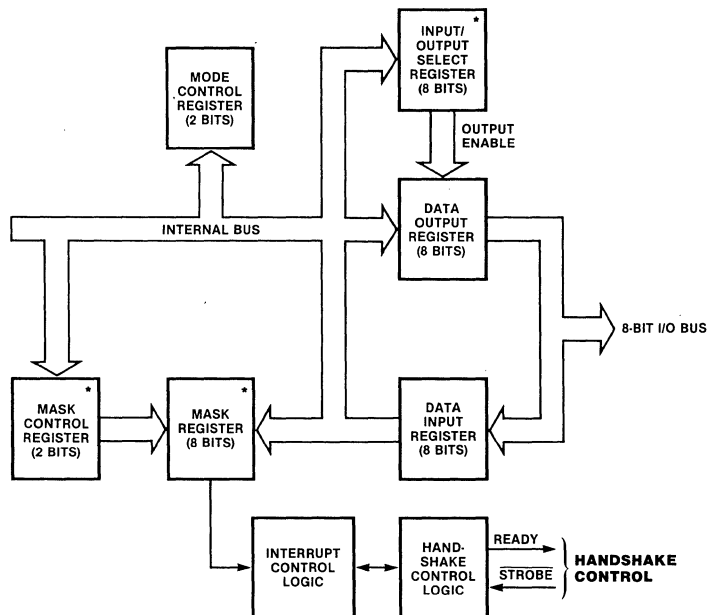 INPUT/
OUTPUT
SELECT
REGISTER
(8 BITS)
*
MODE
CONTROL
REGISTER
(2 BITS)
OUTPUT
ENABLE
INTERNAL BUS
DATA
OUTPUT
REGISTER
(8 BITS)
8-BIT I/O BUS
*
MASK
CONTROL
REGISTER
(2 BITS)
*
MASK
REGISTER
(8 BITS)
DATA
INPUT
REGISTER
(8 BITS)
INTERRUPT
CONTROL
LOGIC
HAND-
SHAKE
CONTROL
LOGIC
READY
STROBE
HANDSHAKE
CONTROL